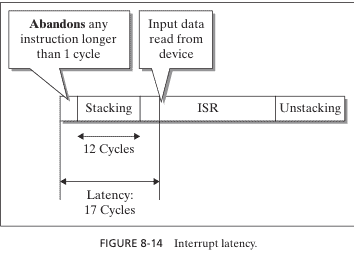 Abandons any
instruction longer
than 1 cycle
Input data
read from
device
Stacking
ISR
Unstacking
12 Cycles
Latency:
17 Cycles
FIGURE 8-14 Interrupt latency.